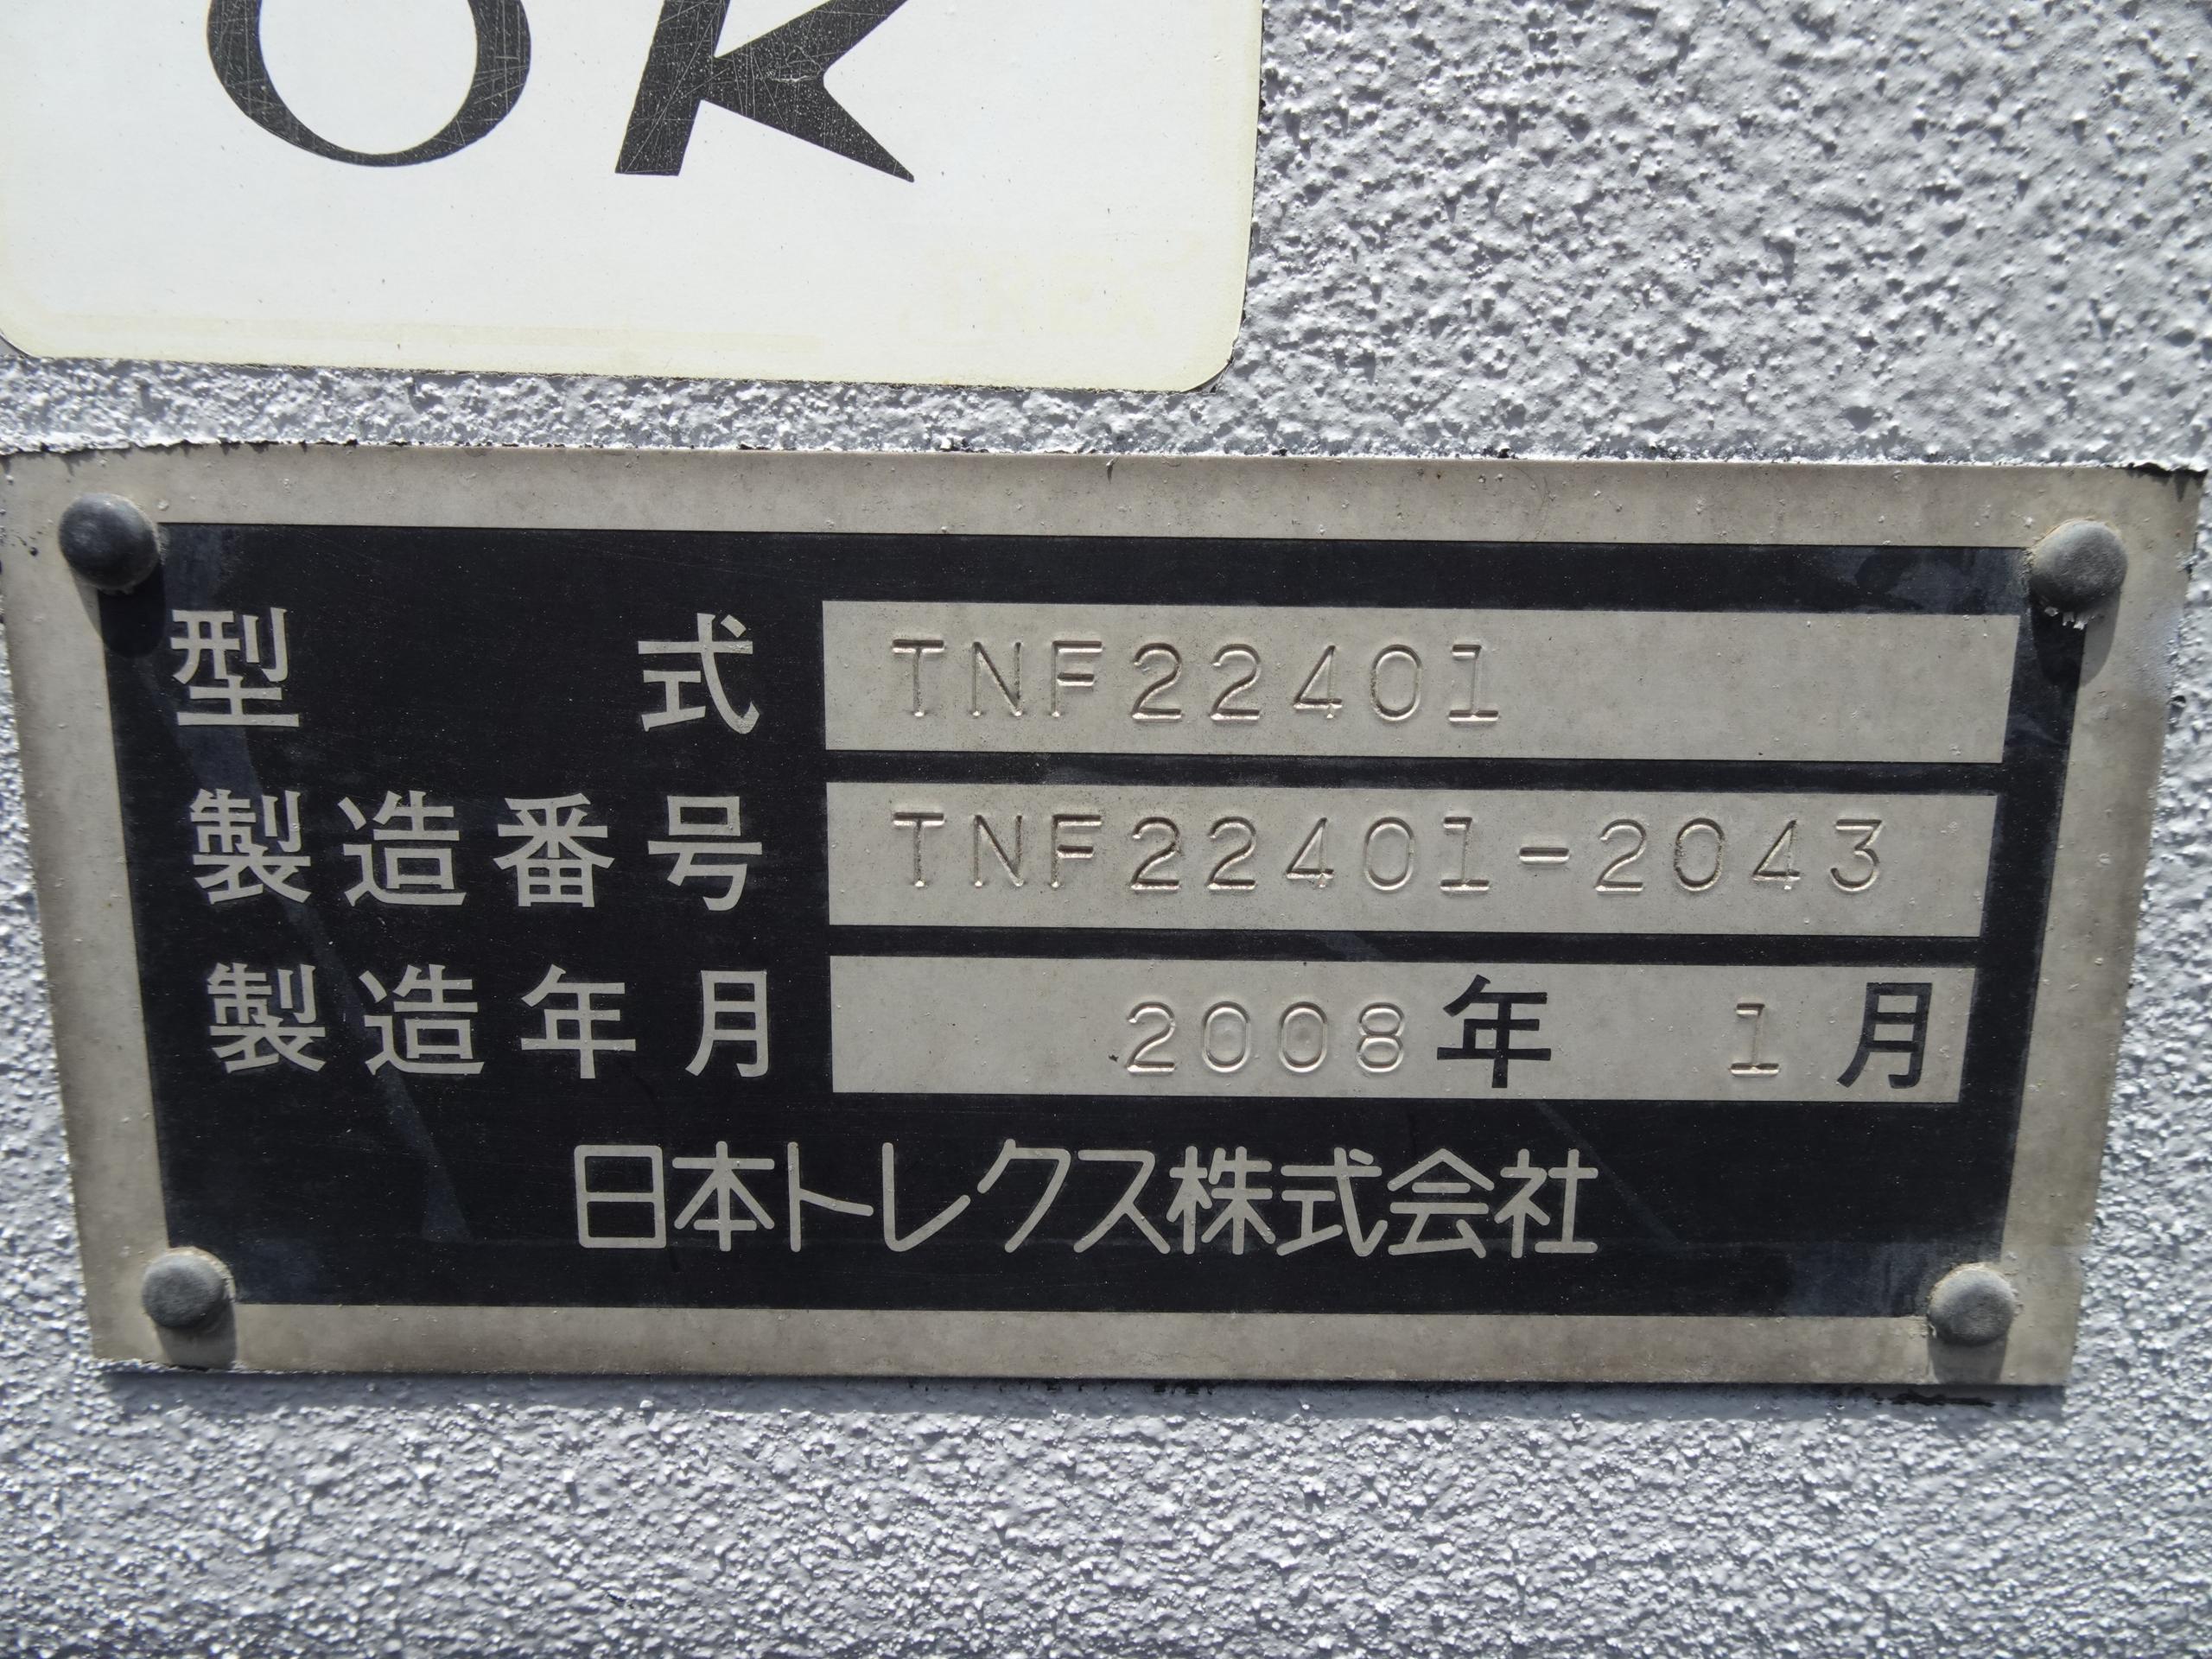 OK
型式 TNF22401
製造番号 TNF22401-2043
製造年月 2008年 1月
日本トレクス株式会社